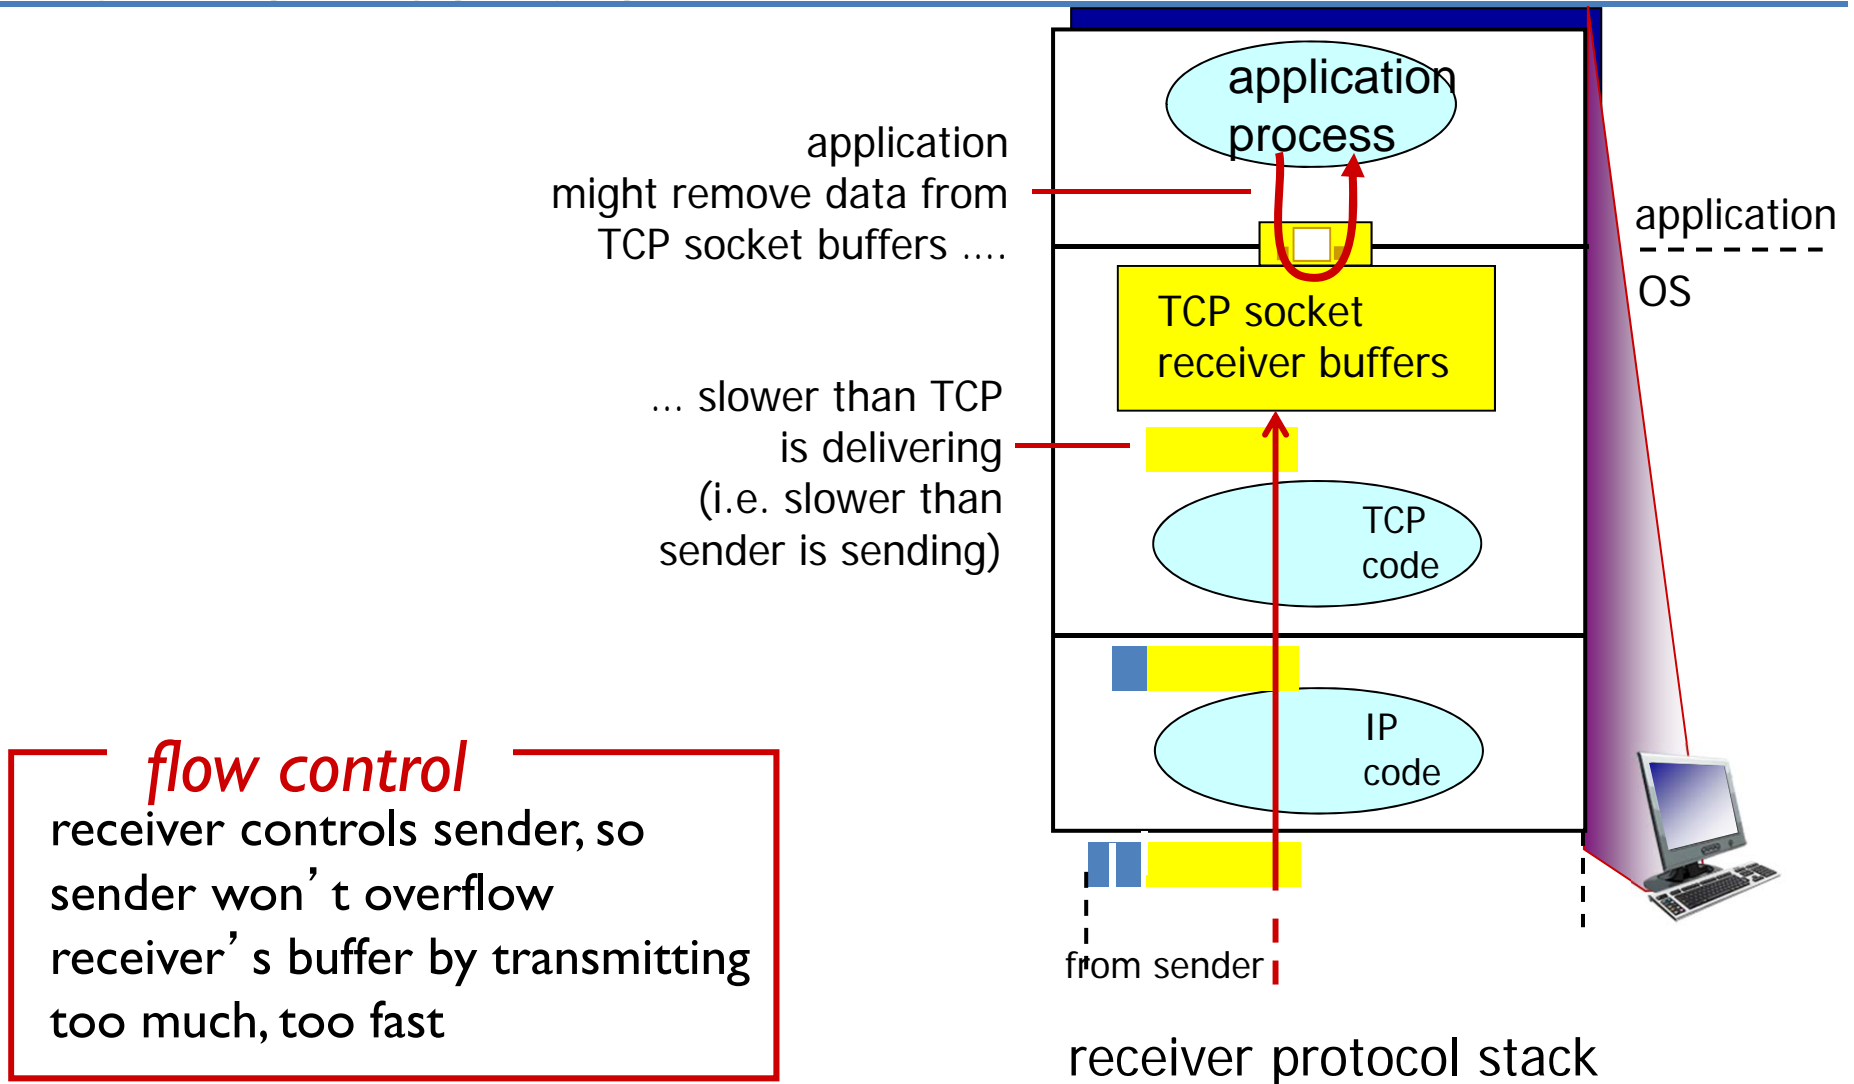 application
process
application
might remove data from
TCP socket buffers ....
application
OS
TCP socket
receiver buffers
... slower than TCP
is delivering
(i.e. slower than
sender is sending)
TCP
code
IP
code
flow control
receiver controls sender, so
sender won’ t overflow
receiver’ s buffer by transmitting
too much, too fast
from sender
receiver protocol stack